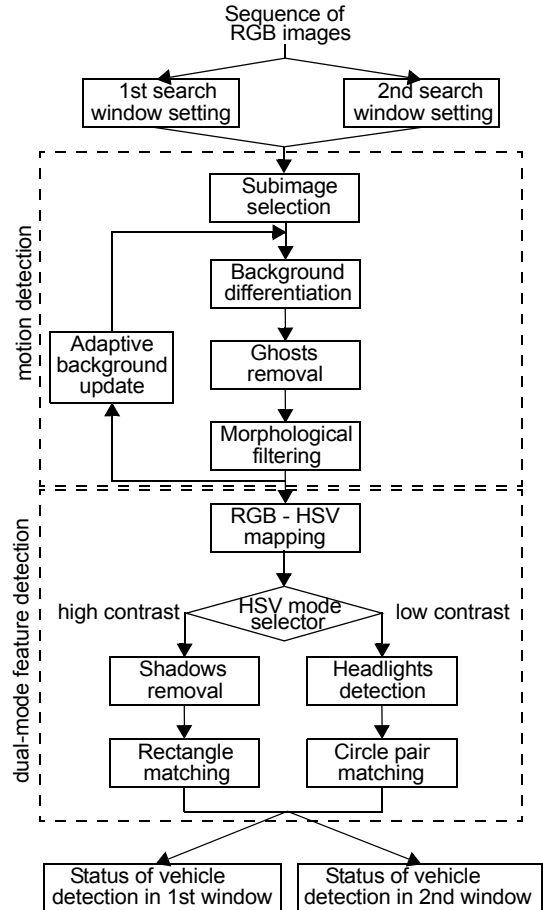 Sequence of
RGB images
1st search
window setting
2nd search
window setting
motion detection
Subimage
selection
Background
differentiation
Adaptive
background
update
Ghosts
removal
Morphological
filtering
dual-mode feature detection
RGB - HSV
mapping
high contrast
HSV mode
selector
low contrast
Shadows
removal
Headlights
detection
Rectangle
matching
Circle pair
matching
Status of vehicle
detection in 1st window
Status of vehicle
detection in 2nd window